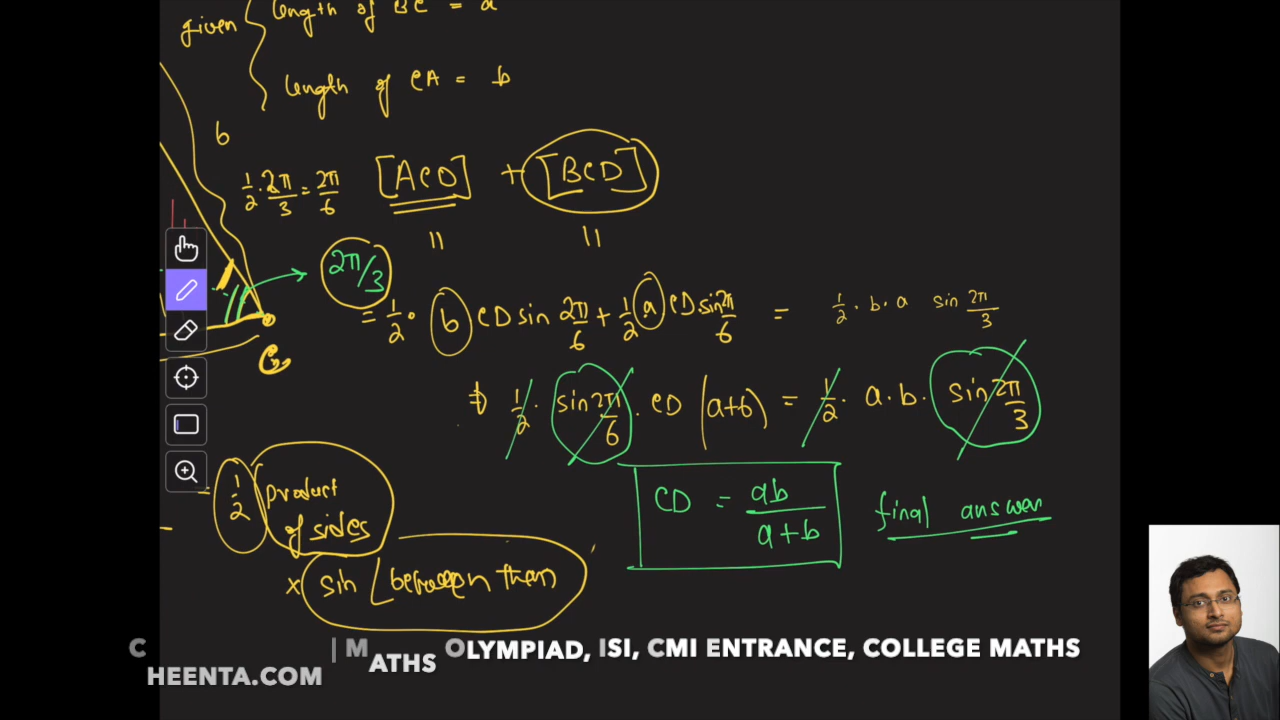 given { length of BC = a
length of CA = b
b
1/2 · 2π/3 = 2π/6 [ACD] + [BCD]
= =
2π/3
= 1/2 · b CD sin 2π/6 + 1/2 a CD sin 2π/6 = 1/2 · b · a sin 2π/3
⇒ 1/2 · sin 2π/6 · CD (a+b) = 1/2 · a · b · sin 2π/3
C
= 1/2 product of sides
× sin ∠ between them
CD = ab/a+b final answer
C | MATHS OLYMPIAD, ISI, CMI ENTRANCE, COLLEGE MATHS
HEENTA.COM